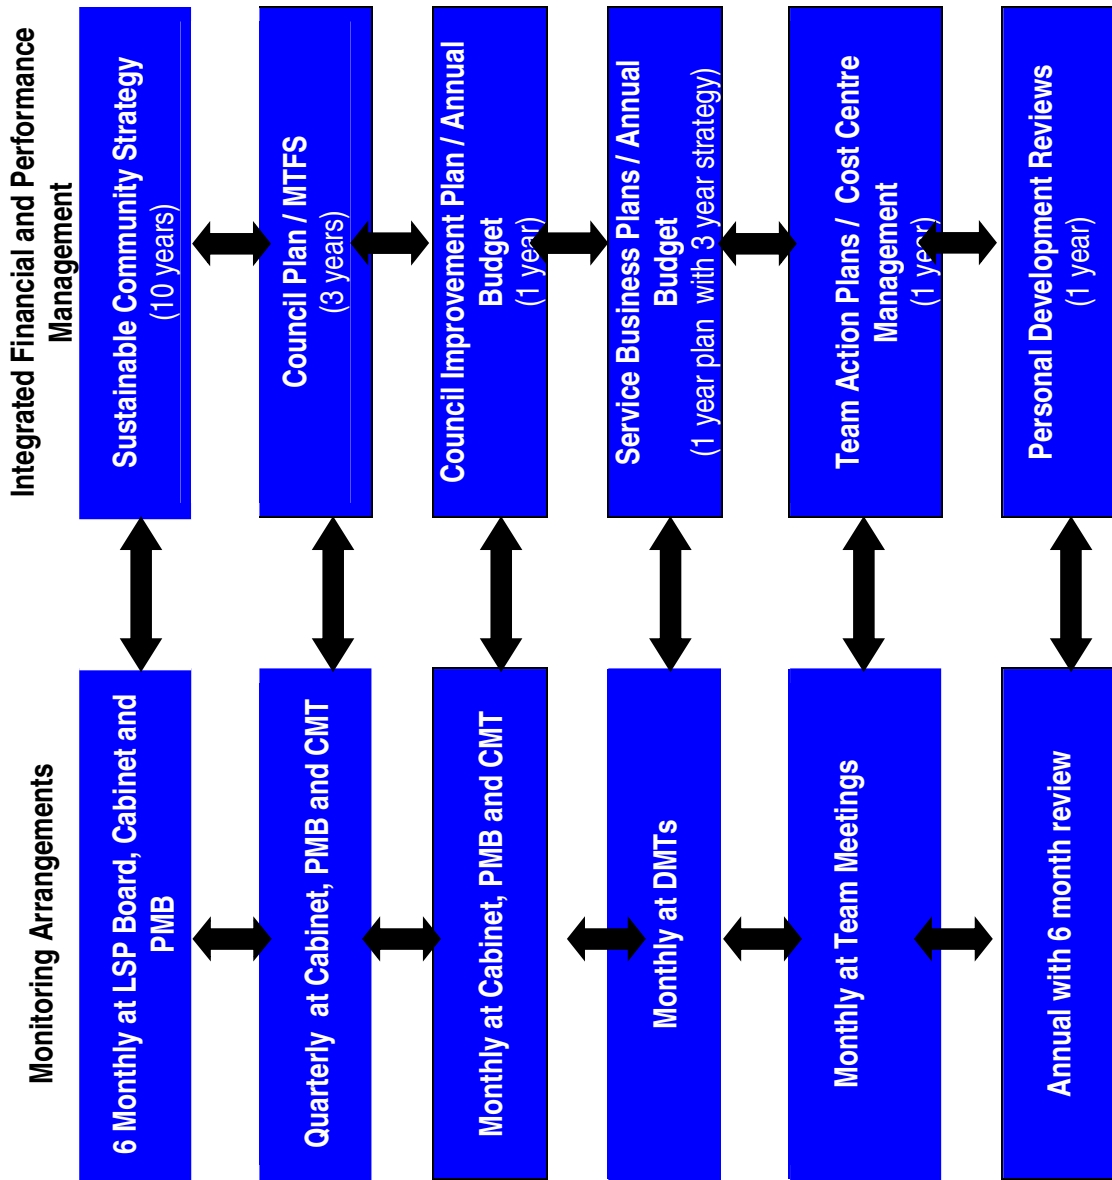 Monitoring Arrangements
Integrated Financial and Performance
Management
6 Monthly at LSP Board, Cabinet and
PMB
Sustainable Community Strategy
(10 years)
Quarterly at Cabinet, PMB and CMT
Council Plan / MTFS
(3 years)
Monthly at Cabinet, PMB and CMT
Council Improvement Plan / Annual
Budget
(1 year)
Monthly at DMTs
Service Business Plans / Annual
Budget
(1 year plan with 3 year strategy)
Monthly at Team Meetings
Team Action Plans / Cost Centre
Management
(1 year)
Annual with 6 month review
Personal Development Reviews
(1 year)